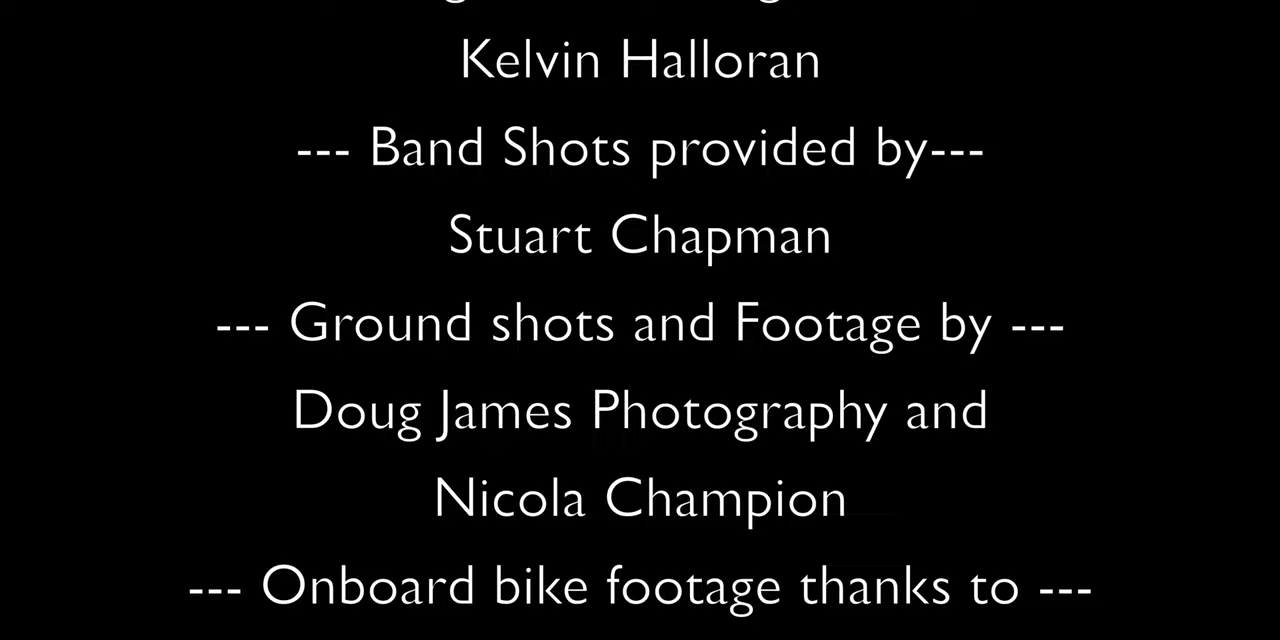 Kelvin Halloran
--- Band Shots provided by---
Stuart Chapman
--- Ground shots and Footage by ---
Doug James Photography and
Nicola Champion
--- Onboard bike footage thanks to ---